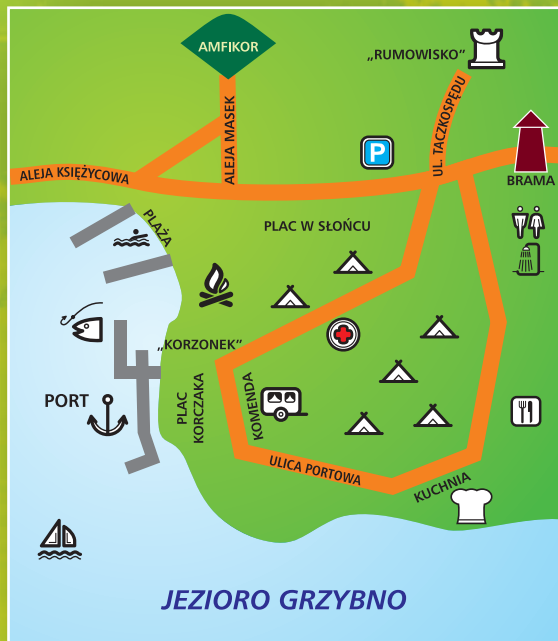 AMFIKOR
„RUMOWISKO”
ALEJA MASEK
UL. TACZKOSPĘDU
P
ALEJA KSIĘŻYCOWA
BRAMA
PLAŻA
PLAC W SŁOŃCU
„KORZONEK”
PORT
PLAC
KORCZAKA
KOMENDA
ULICA PORTOWA
KUCHNIA
JEZIORO GRZYBNO